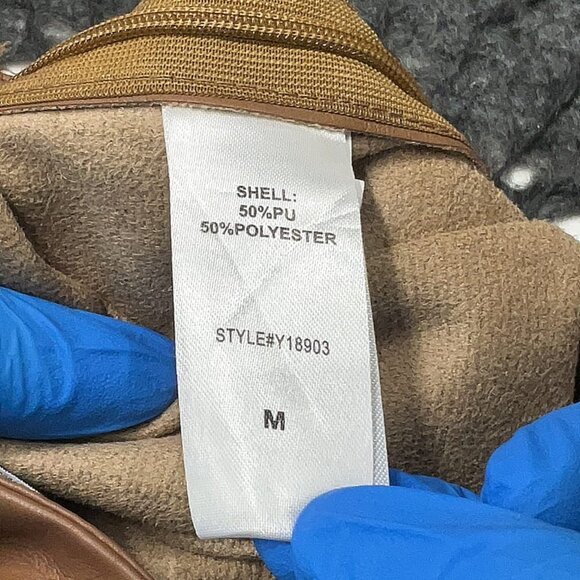 SHELL:
50%PU
50%POLYESTER
STYLE#Y18903
M